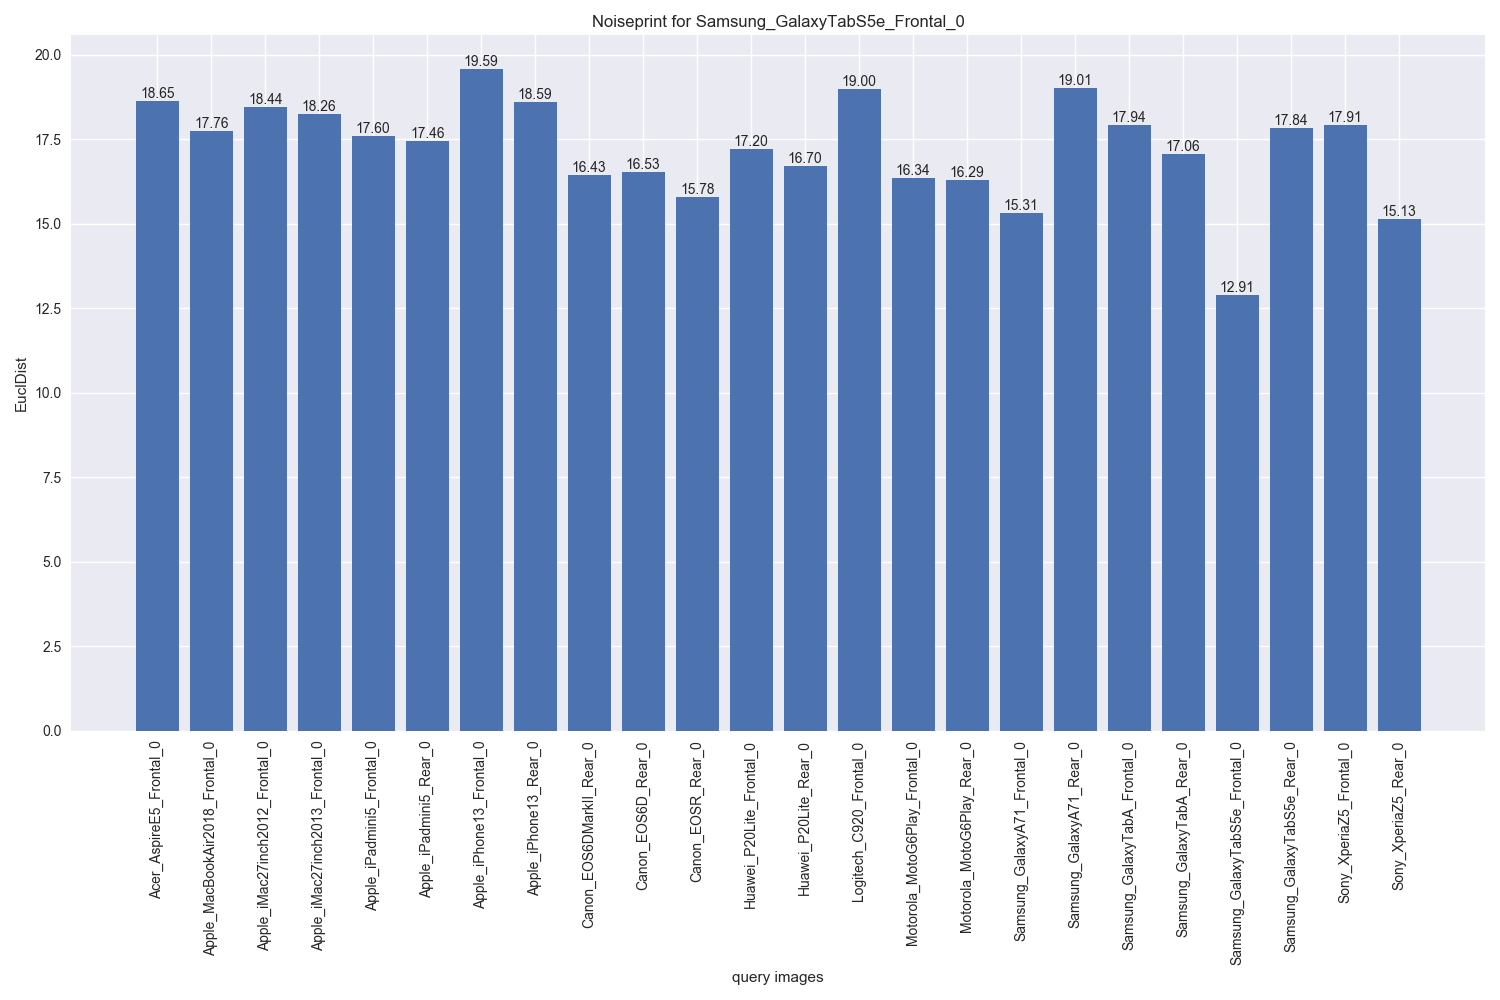 Noiseprint for Samsung_GalaxyTabS5e_Frontal_0
EuclDist
20.0
17.5
15.0
12.5
10.0
7.5
5.0
2.5
0.0
18.65
17.76
18.44
18.26
17.60
17.46
19.59
18.59
16.43
16.53
15.78
17.20
16.70
19.00
16.34
16.29
15.31
19.01
17.94
17.06
12.91
17.84
17.91
15.13
Acer_AspireE5_Frontal_0
Apple_MacBookAir2018_Frontal_0
Apple_iMac27inch2012_Frontal_0
Apple_iMac27inch2013_Frontal_0
Apple_iPadmini5_Frontal_0
Apple_iPadmini5_Rear_0
Apple_iPhone13_Frontal_0
Apple_iPhone13_Rear_0
Canon_EOS6DMarkII_Rear_0
Canon_EOS6D_Rear_0
Canon_EOSR_Rear_0
Huawei_P20Lite_Frontal_0
Huawei_P20Lite_Rear_0
Logitech_C920_Frontal_0
Motorola_MotoG6Play_Frontal_0
Motorola_MotoG6Play_Rear_0
Samsung_GalaxyA71_Frontal_0
Samsung_GalaxyA71_Rear_0
Samsung_GalaxyTabA_Frontal_0
Samsung_GalaxyTabA_Rear_0
Samsung_GalaxyTabS5e_Frontal_0
Samsung_GalaxyTabS5e_Rear_0
Sony_XperiaZ5_Frontal_0
Sony_XperiaZ5_Rear_0
query images